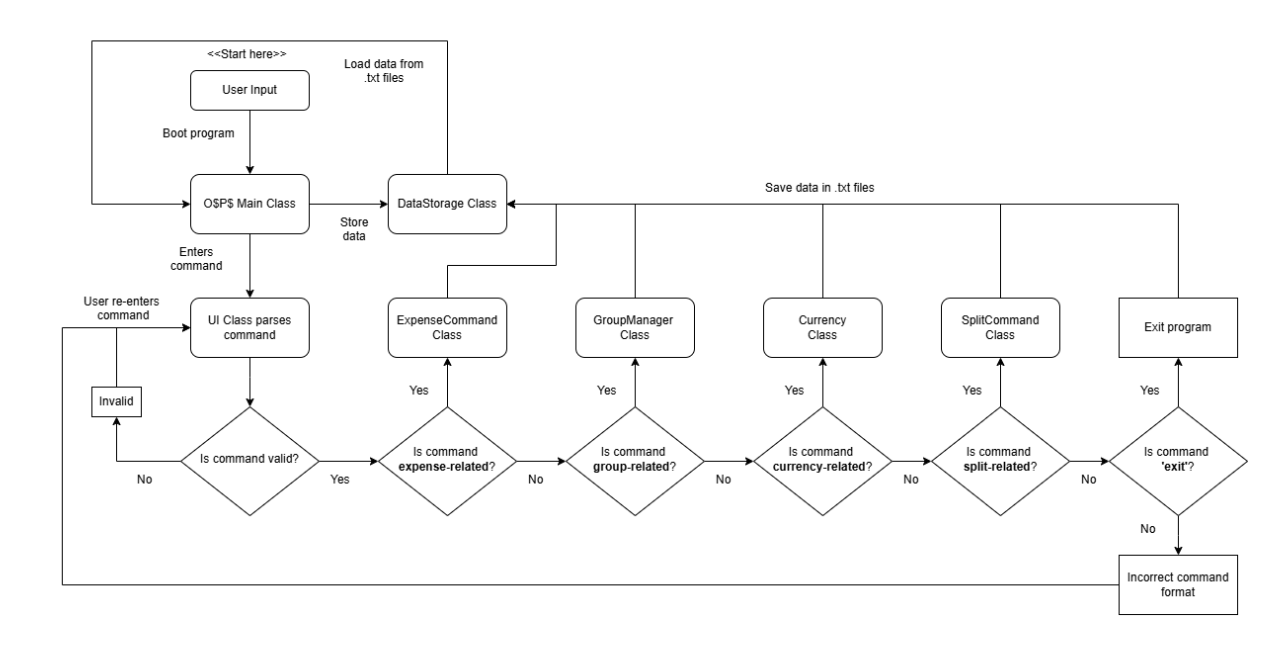 <<Start here>>
User Input
Load data from
.txt files
Boot program
O$P$ Main Class
Store
data
DataStorage Class
Save data in .txt files
Enters
command
User re-enters
command
UI Class parses
command
ExpenseCommand
Class
GroupManager
Class
Currency
Class
SplitCommand
Class
Exit program
Invalid
Yes
Yes
Yes
Yes
Yes
Is command valid?
No
Yes
Is command
expense-related?
No
Is command
group-related?
No
Is command
currency-related?
No
Is command
split-related?
No
Is command
'exit'?
No
Incorrect command
format